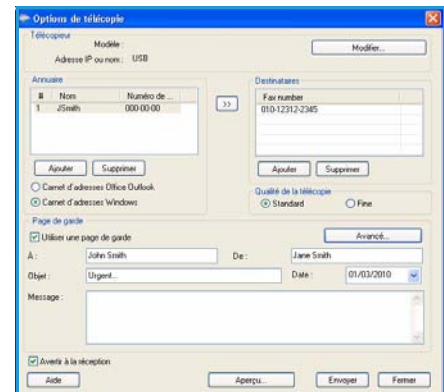 Options de télécopie
Télécopieur
Modèle :
Modifier...
Adresse IP ou nom : USB
Annuaire
# Nom Numéro de ...
1 JSmith 000-00-00
>>
Destinataires
Fax number
010-12312-2345
Ajouter Supprimer
Ajouter Supprimer
Carnet d'adresses Office Outlook
Carnet d'adresses Windows
Qualité de la télécopie
Standard Fine
Page de garde
Utiliser une page de garde
Avancé...
A : John Smith De : Jane Smith
Objet : Urgent... Date : 01/03/2010
Message :
Avertir à la réception
Aide Aperçu... Envoyer Fermer